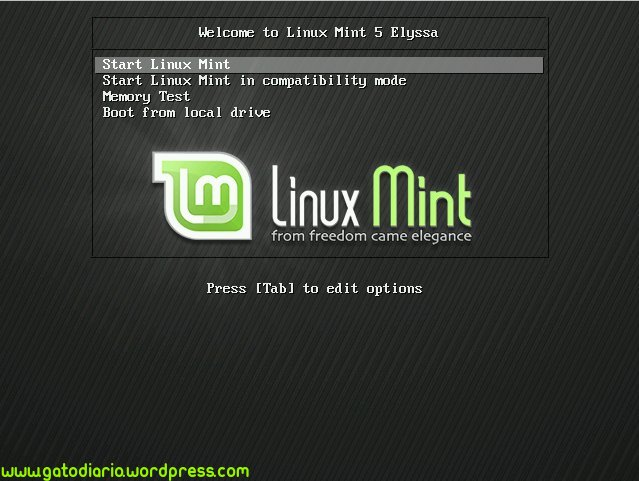 Welcome to Linux Mint 5 Elyssa
Start Linux Mint
Start Linux Mint in compatibility mode
Memory Test
Boot from local drive
lm Linux Mint
from freedom came elegance
Press [Tab] to edit options
www.gatodiaria.wordpress.com